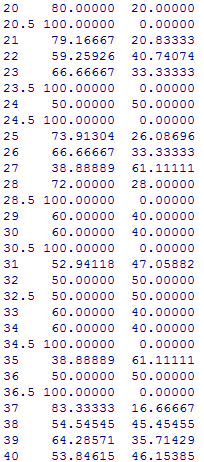 20 80.00000 20.00000
20.5 100.00000 0.00000
21 79.16667 20.83333
22 59.25926 40.74074
23 66.66667 33.33333
23.5 100.00000 0.00000
24 50.00000 50.00000
24.5 100.00000 0.00000
25 73.91304 26.08696
26 66.66667 33.33333
27 38.88889 61.11111
28 72.00000 28.00000
28.5 100.00000 0.00000
29 60.00000 40.00000
30 60.00000 40.00000
30.5 100.00000 0.00000
31 52.94118 47.05882
32 50.00000 50.00000
32.5 50.00000 50.00000
33 60.00000 40.00000
34 60.00000 40.00000
34.5 100.00000 0.00000
35 38.88889 61.11111
36 50.00000 50.00000
36.5 100.00000 0.00000
37 83.33333 16.66667
38 54.54545 45.45455
39 64.28571 35.71429
40 53.84615 46.15385